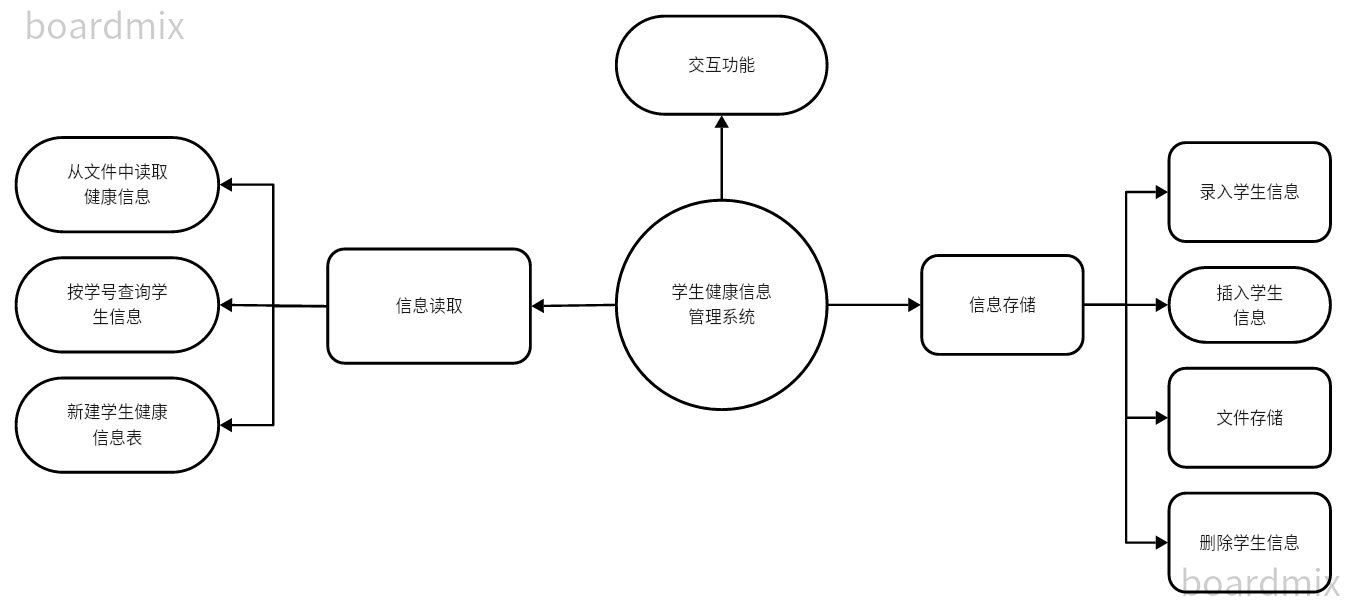 boardmix
交互功能
从文件中读取
健康信息
按学号查询学
生信息
新建学生健康
信息表
信息读取
学生健康信息
管理系统
信息存储
录入学生信息
插入学生
信息
文件存储
删除学生信息
boardmix